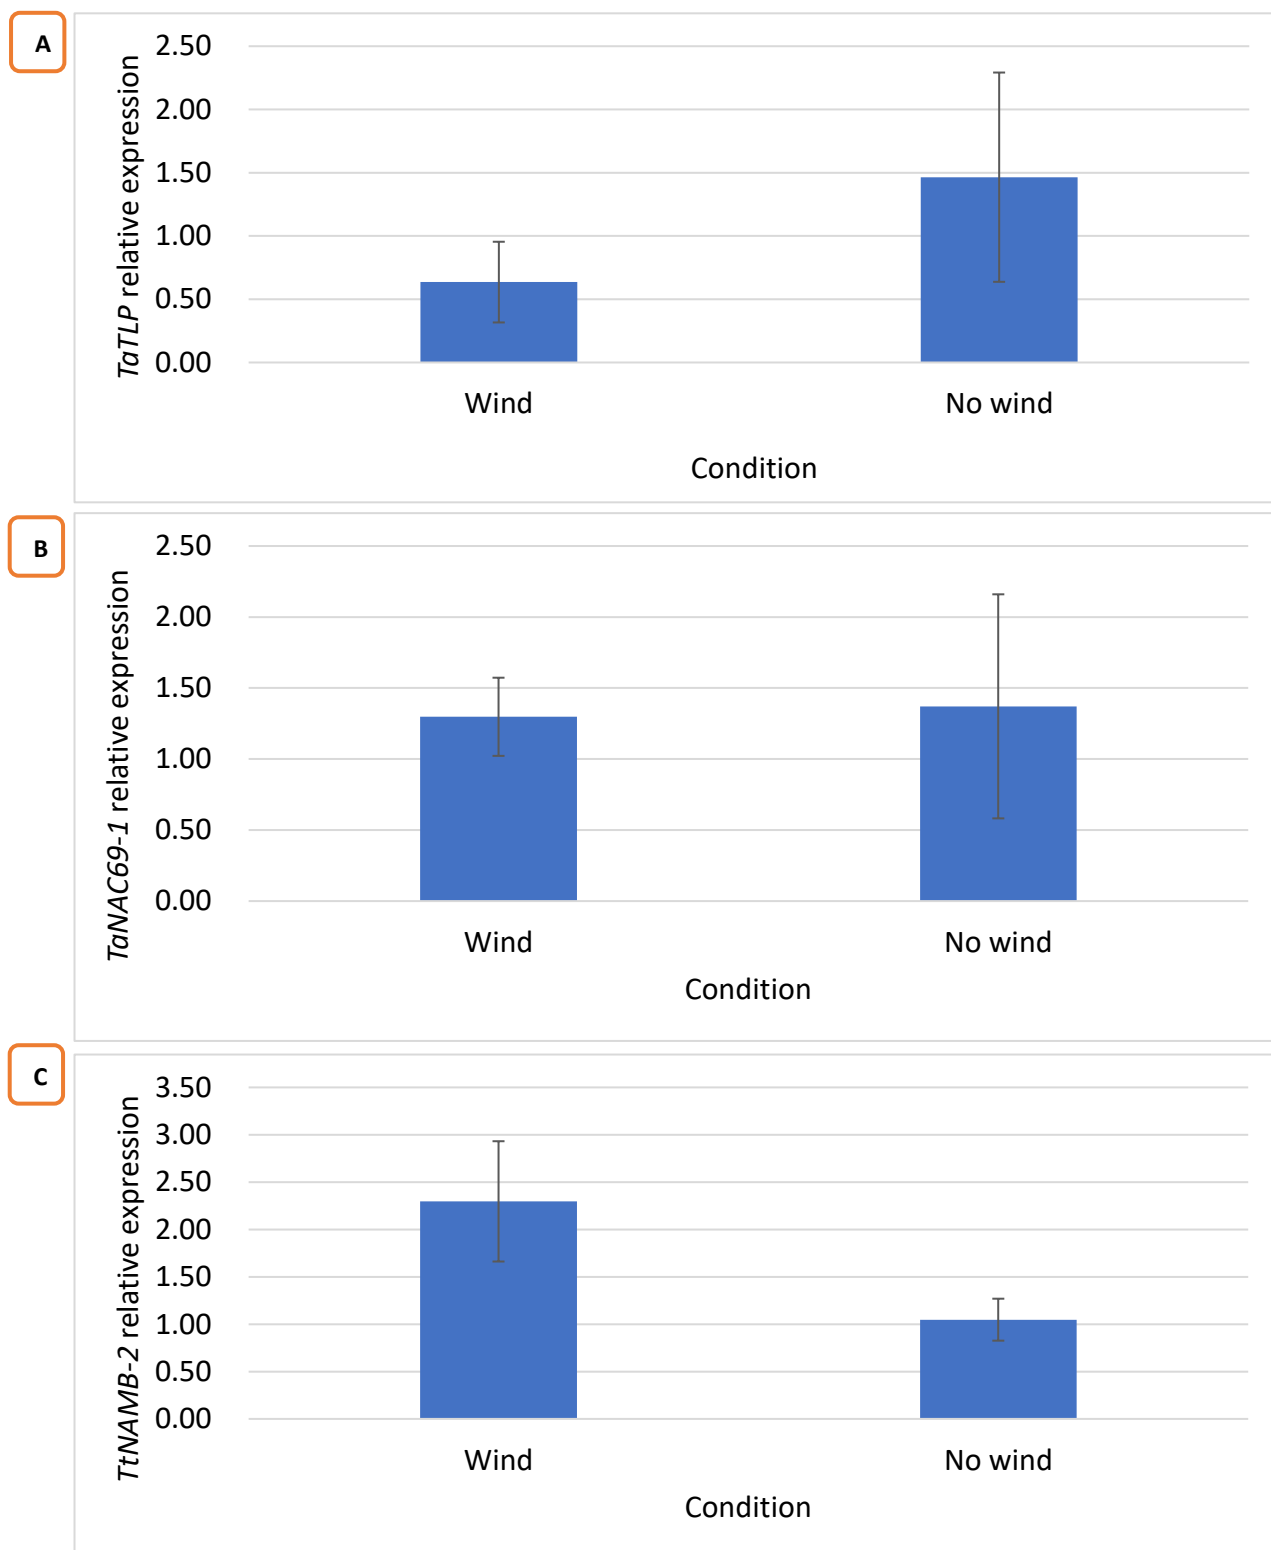 A
TaTLP relative expression
2.50
2.00
1.50
1.00
0.50
0.00
Wind
No wind
Condition
B
TaNAC69-1 relative expression
2.50
2.00
1.50
1.00
0.50
0.00
Wind
No wind
Condition
C
TtNAMB-2 relative expression
3.50
3.00
2.50
2.00
1.50
1.00
0.50
0.00
Wind
No wind
Condition